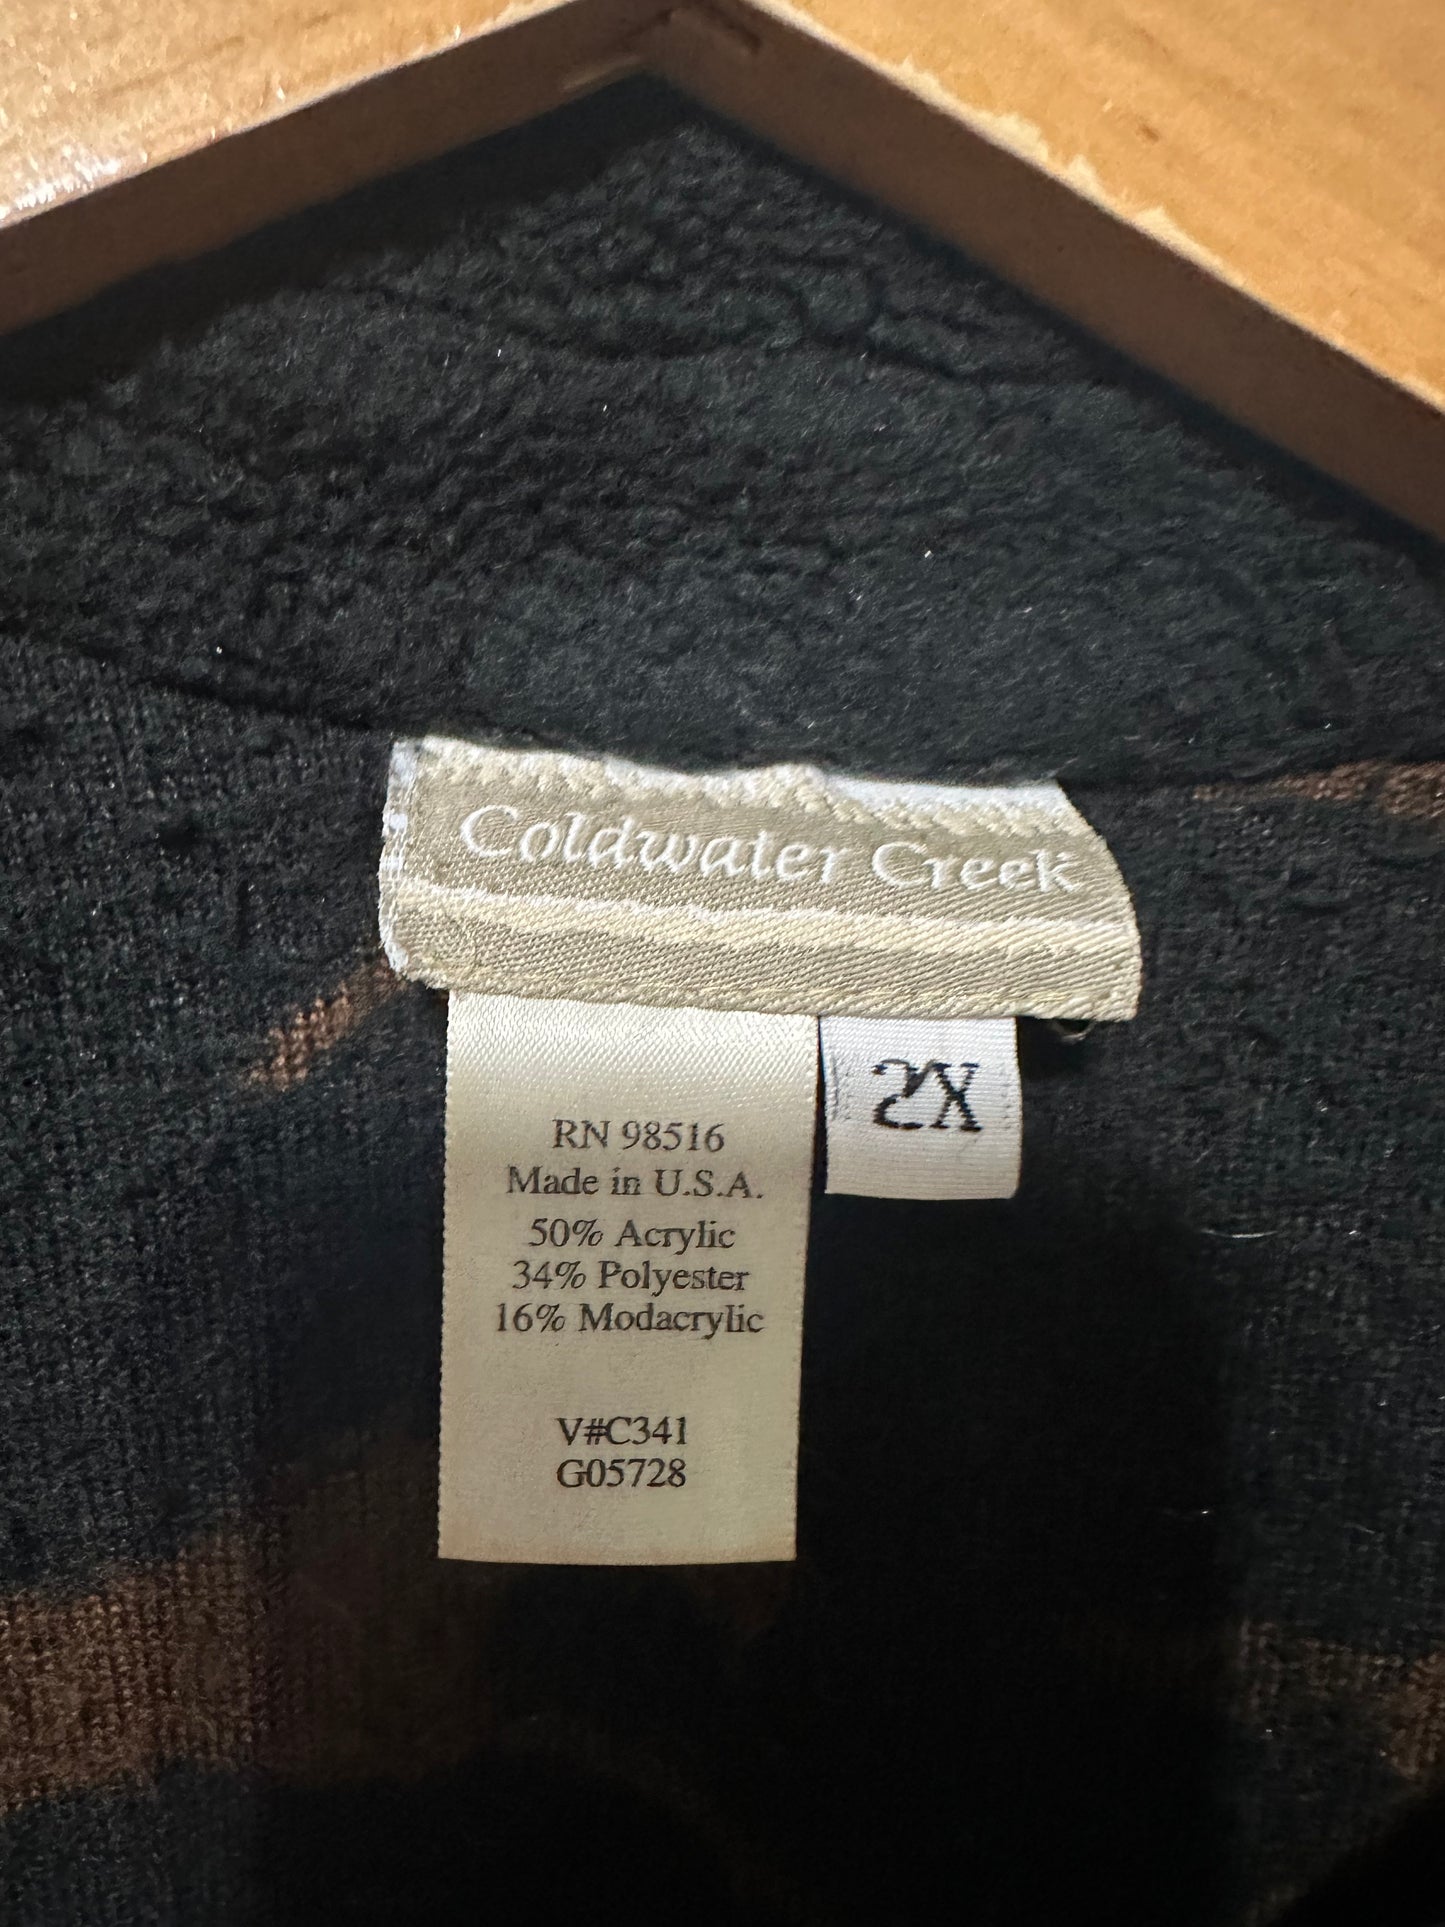 Coldwater Creek
2X
RN 98516
Made in U.S.A.
50% Acrylic
34% Polyester
16% Modacrylic
V#C341
G05728